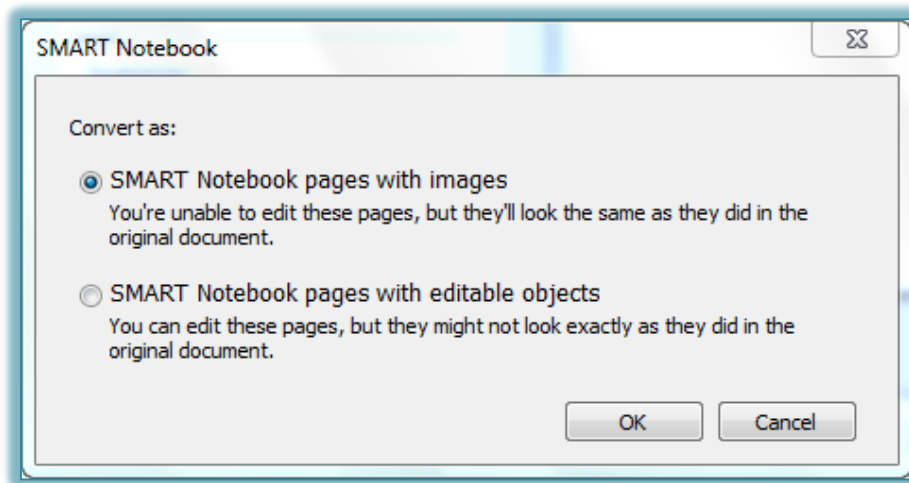 SMART Notebook
Convert as:
SMART Notebook pages with images
You're unable to edit these pages, but they'll look the same as they did in the
original document.
SMART Notebook pages with editable objects
You can edit these pages, but they might not look exactly as they did in the
original document.
OK Cancel